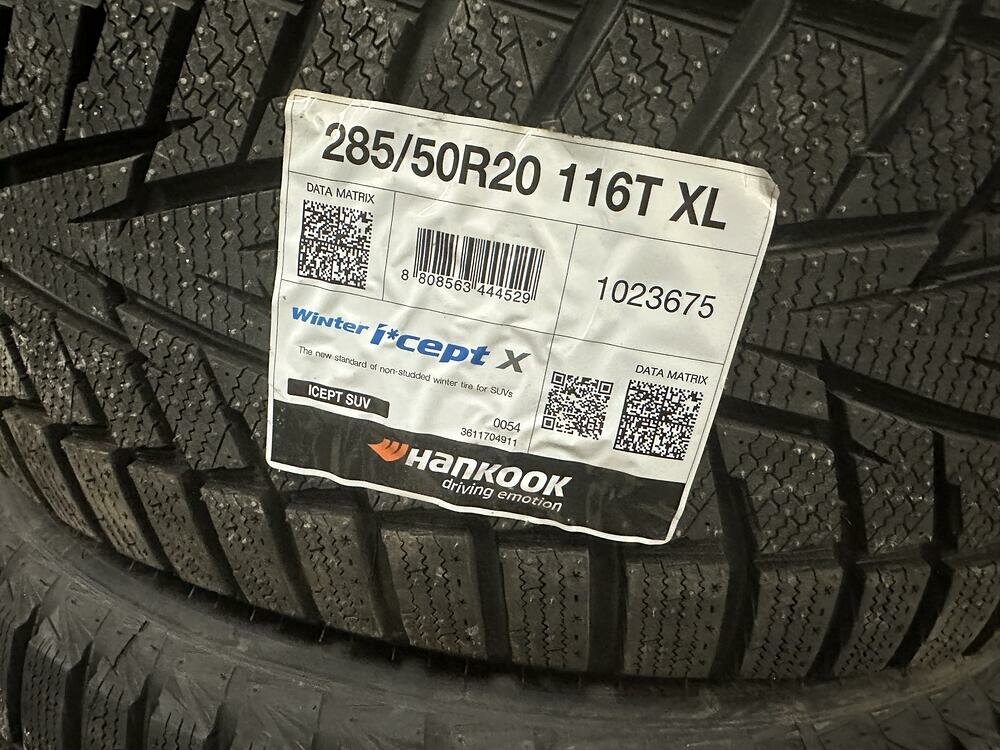 285/50R20 116T XL
DATA MATRIX
8 808563 444529
1023675
Winter i*cept X
The new standard of non-studded winter tire for SUVs
ICEPT SUV
0054
3611704911
DATA MATRIX
HANKOOK
driving emotion